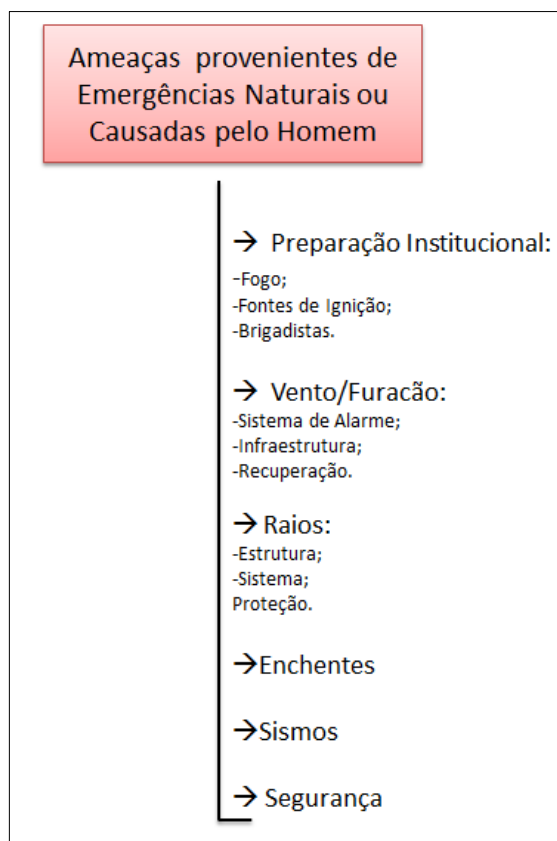 Ameaças provenientes de
Emergências Naturais ou
Causadas pelo Homem
→ Preparação Institucional:
-Fogo;
-Fontes de Ignição;
-Brigadistas.
→ Vento/Furacão:
-Sistema de Alarme;
-Infraestrutura;
-Recuperação.
→ Raios:
-Estrutura;
-Sistema;
Proteção.
→Enchentes
→Sismos
→ Segurança